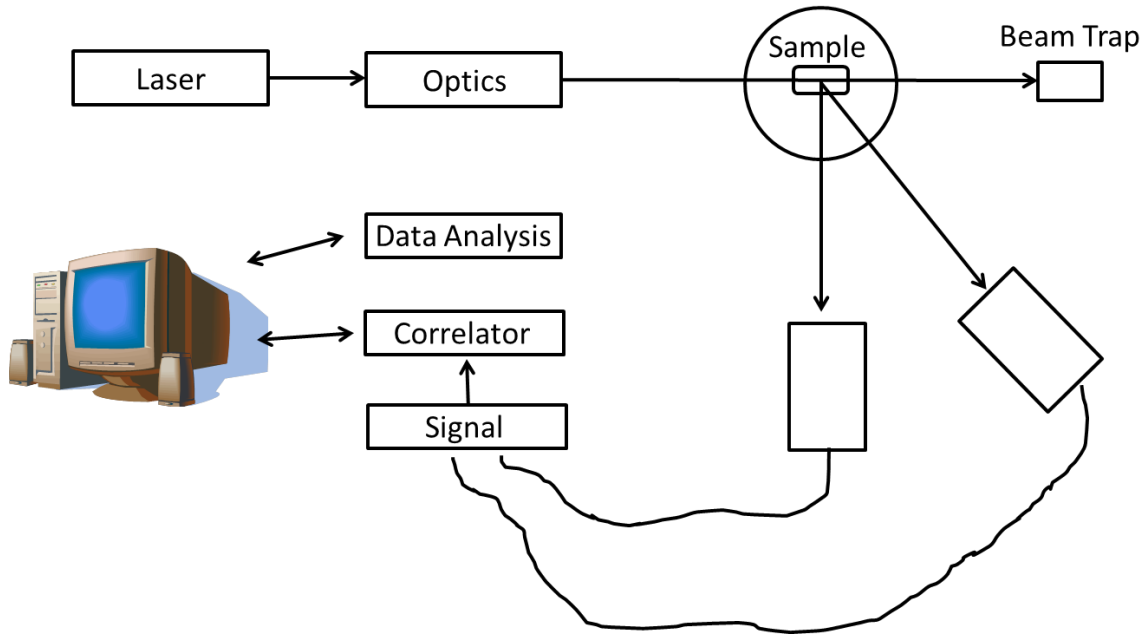 Laser
Optics
Sample
Beam Trap
Data Analysis
Correlator
Signal